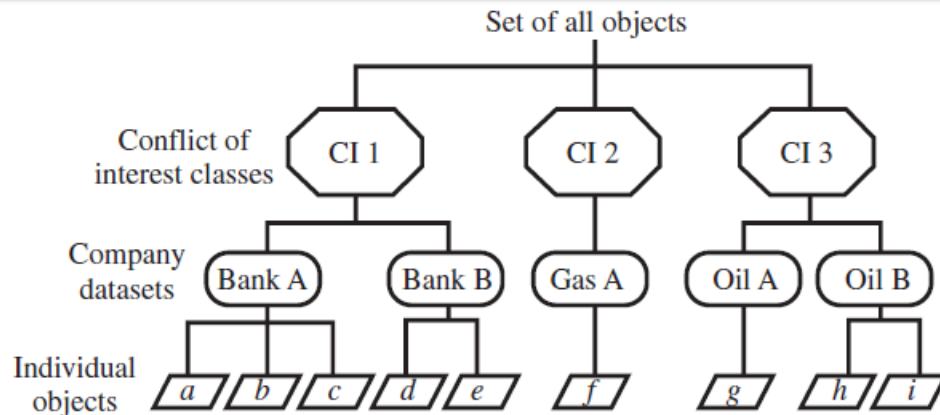 Set of all objects
Conflict of
interest classes
CI 1
CI 2
CI 3
Company
datasets
Bank A
Bank B
Gas A
Oil A
Oil B
Individual
objects
a
b
c
d
e
f
g
h
i